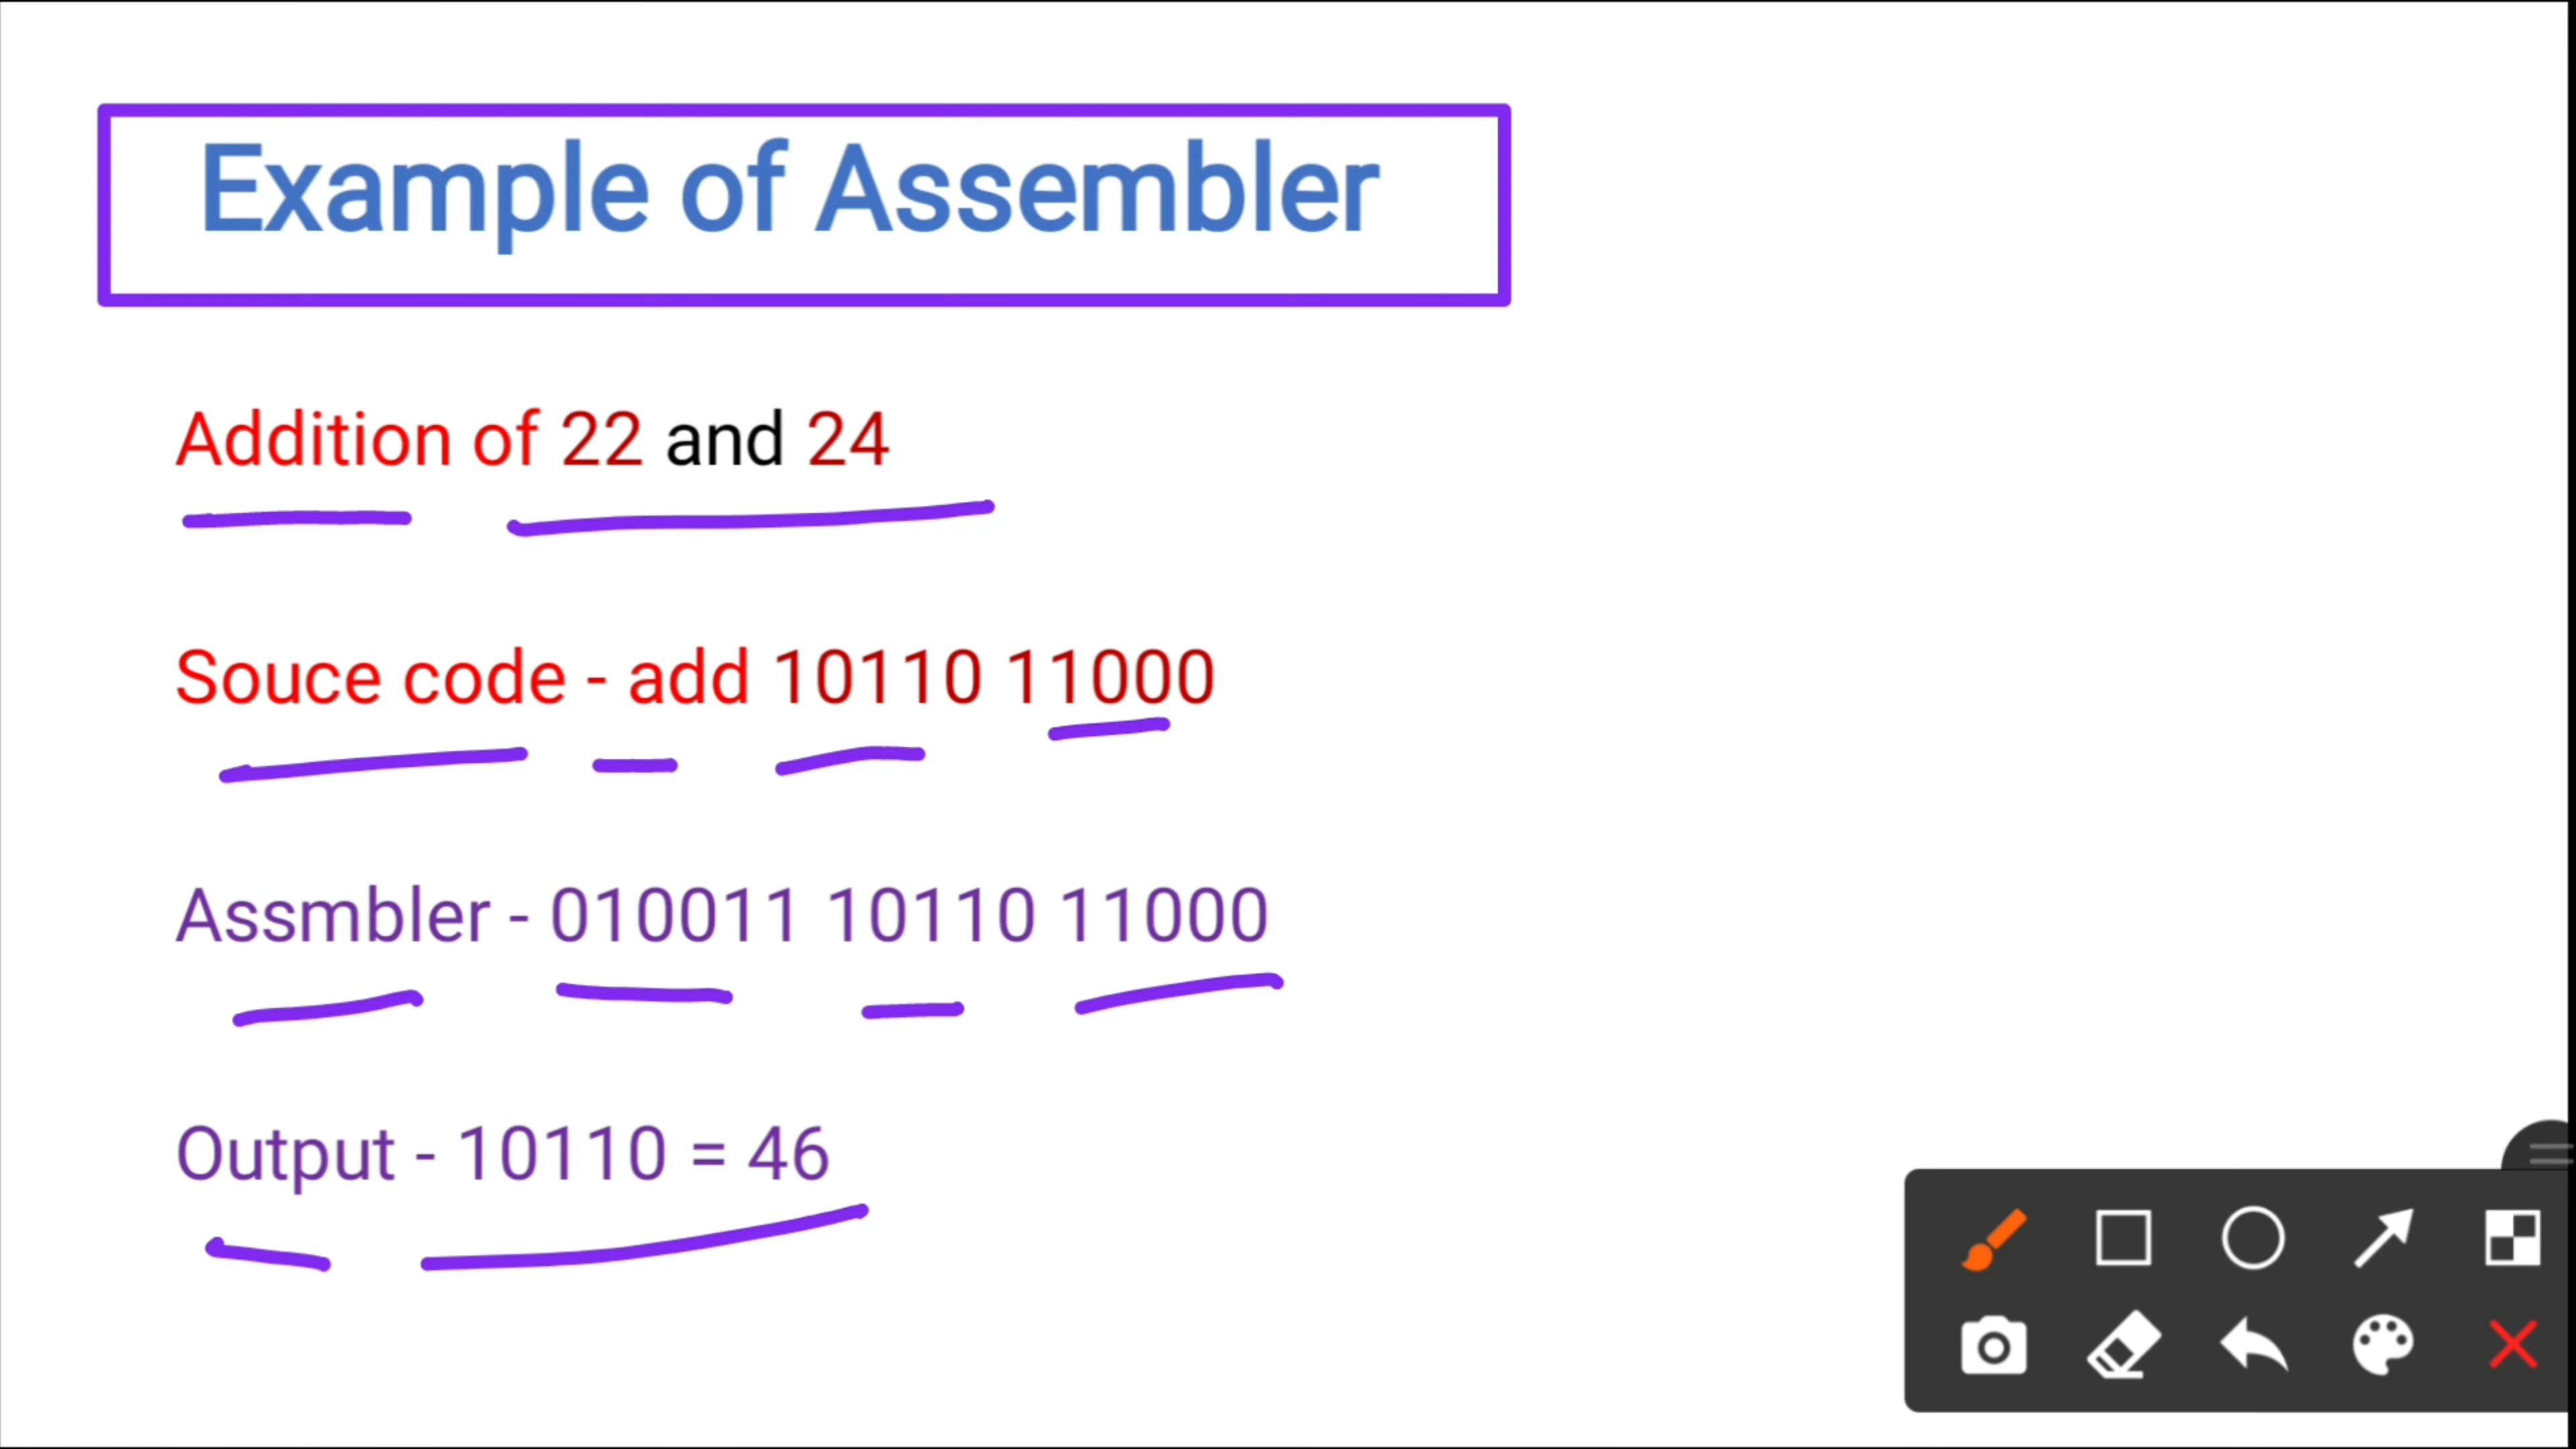 Example of Assembler
Addition of 22 and 24
Souce code - add 10110 11000
Assmbler - 010011 10110 11000
Output - 10110 = 46